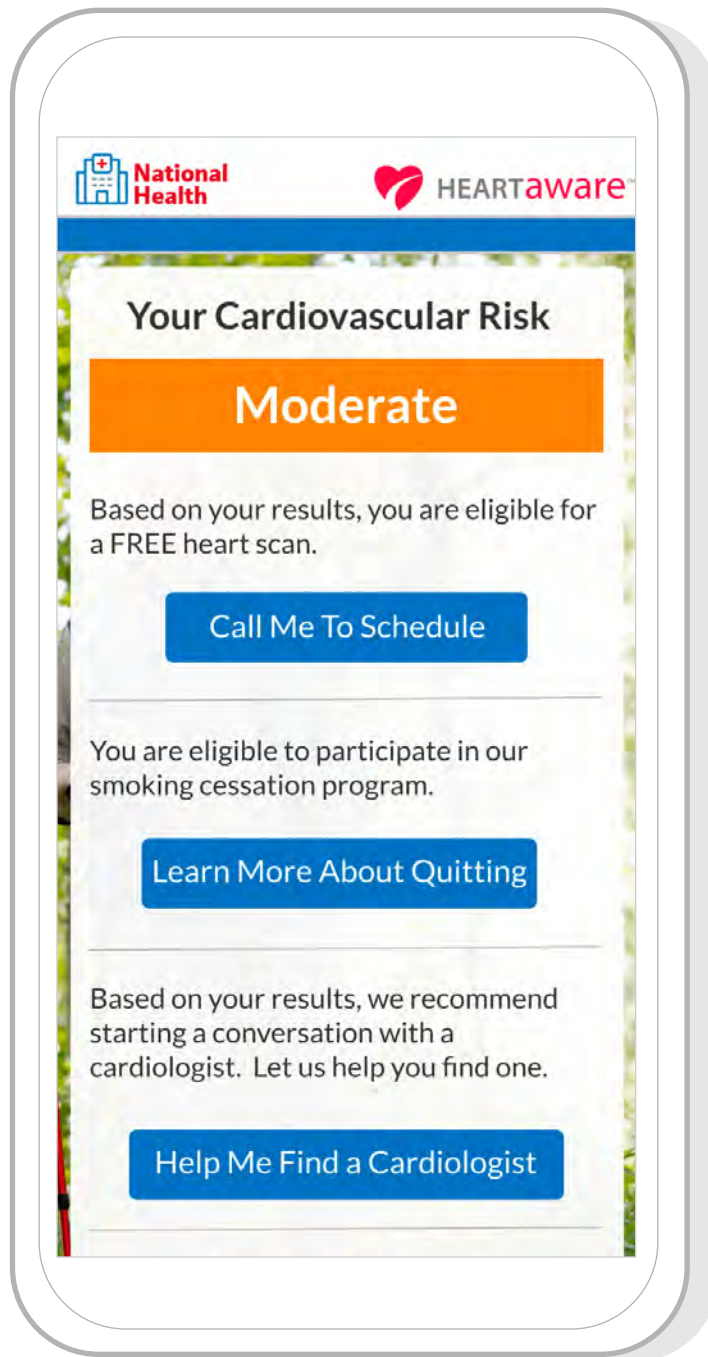 National
Health
HEARTaware™
Your Cardiovascular Risk
Moderate
Based on your results, you are eligible for
a FREE heart scan.
Call Me To Schedule
You are eligible to participate in our
smoking cessation program.
Learn More About Quitting
Based on your results, we recommend
starting a conversation with a
cardiologist.  Let us help you find one.
Help Me Find a Cardiologist